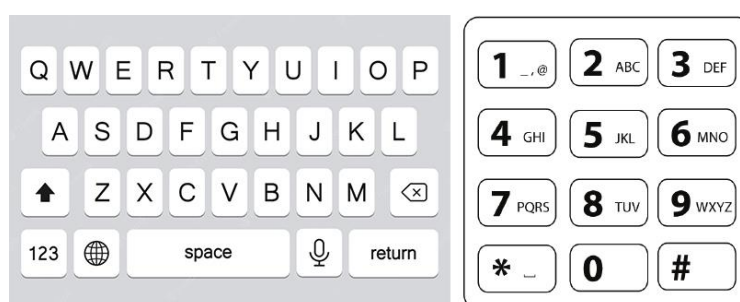 Q W E R T Y U I O P
A S D F G H J K L
Z X C V B N M
123 space return
1 _,@ 2 ABC 3 DEF
4 GHI 5 JKL 6 MNO
7 PQRS 8 TUV 9 WXYZ
* ⌴ 0 #